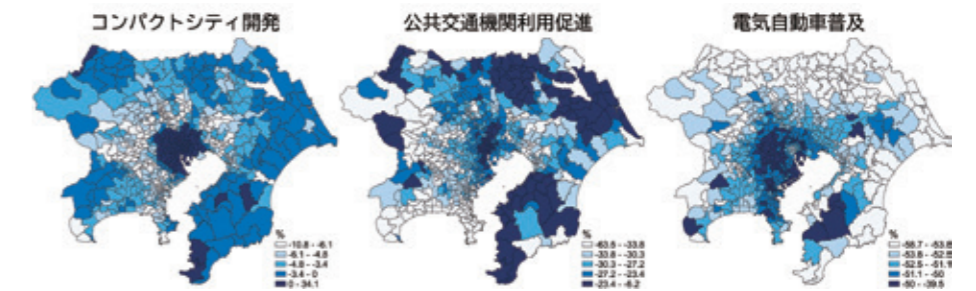 コンパクトシティ開発
公共交通機関利用促進
電気自動車普及
%
-10.8 - -6.1
-6.1 - -4.8
-4.8 - -3.4
-3.4 - 0
0 - 34.1
%
-63.5 - -33.8
-33.8 - -30.3
-30.3 - -27.2
-27.2 - -23.4
-23.4 - -6.2
%
-58.7 - -53.8
-53.8 - -52.5
-52.5 - -51.1
-51.1 - -50
-50 - -39.5